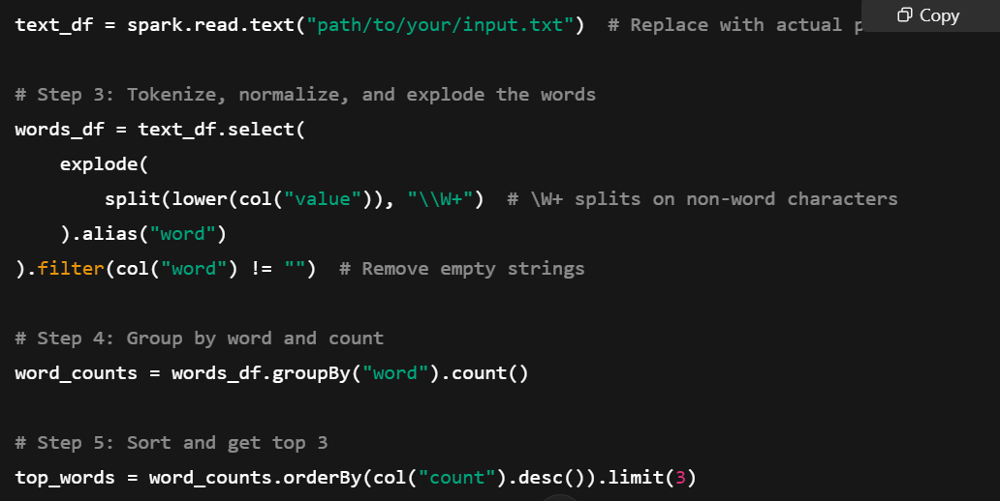 text_df = spark.read.text("path/to/your/input.txt")  # Replace with actual
Copy
# Step 3: Tokenize, normalize, and explode the words
words_df = text_df.select(
    explode(
        split(lower(col("value")), "\\W+")  # \W+ splits on non-word characters
    ).alias("word")
).filter(col("word") != "")  # Remove empty strings
# Step 4: Group by word and count
word_counts = words_df.groupBy("word").count()
# Step 5: Sort and get top 3
top_words = word_counts.orderBy(col("count").desc()).limit(3)